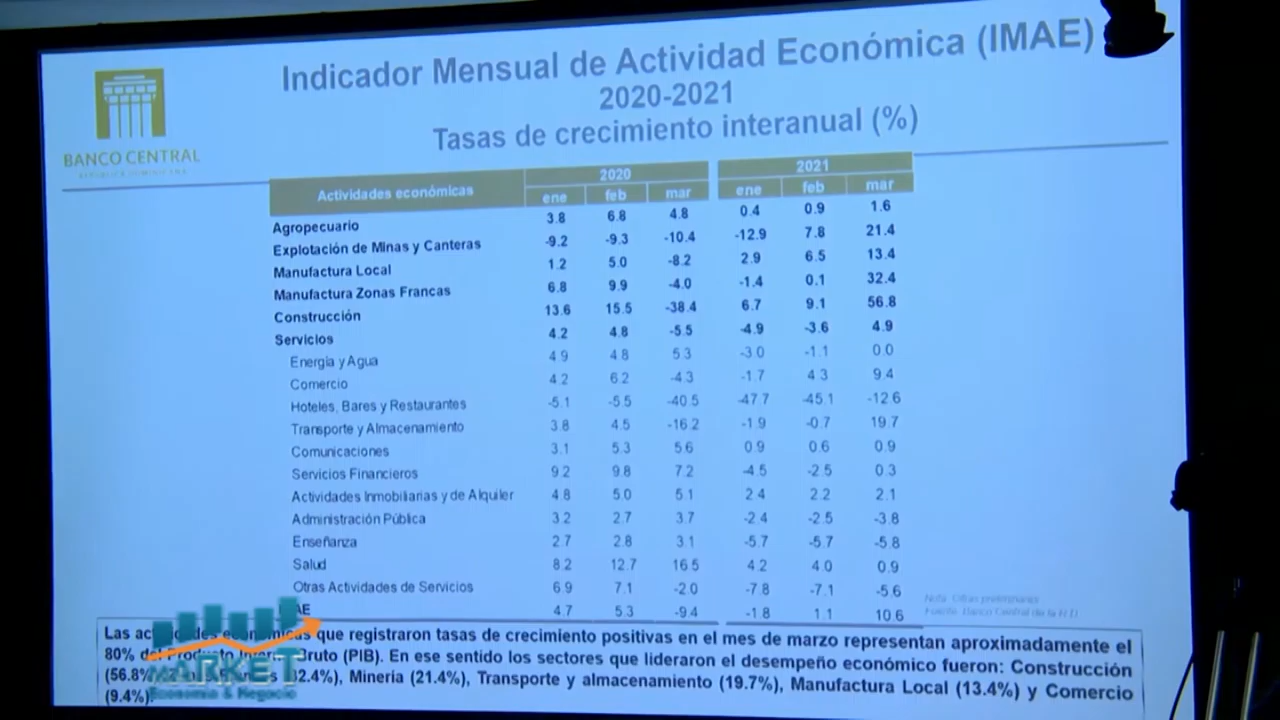 Indicador Mensual de Actividad Económica (IMAE)
2020-2021
Tasas de crecimiento interanual (%)
BANCO CENTRAL
REPÚBLICA DOMINICANA
Actividades económicas 2020 2021
ene feb mar ene feb mar
Agropecuario 3.8 6.8 4.8 0.4 0.9 1.6
Explotación de Minas y Canteras -9.2 -9.3 -10.4 -12.9 7.8 21.4
Manufactura Local 1.2 5.0 -8.2 2.9 6.5 13.4
Manufactura Zonas Francas 6.8 9.9 -4.0 -1.4 0.1 32.4
Construcción 13.6 15.5 -38.4 6.7 9.1 56.8
Servicios 4.2 4.8 -5.5 -4.9 -3.6 4.9
Energía y Agua 4.9 4.8 5.3 -3.0 -1.1 0.0
Comercio 4.2 6.2 -4.3 -1.7 4.3 9.4
Hoteles, Bares y Restaurantes -5.1 -5.5 -40.5 -47.7 -45.1 -12.6
Transporte y Almacenamiento 3.8 4.5 -16.2 -1.9 -0.7 19.7
Comunicaciones 3.1 5.3 5.6 0.9 0.6 0.9
Servicios Financieros 9.2 9.8 7.2 -4.5 -2.5 0.3
Actividades Inmobiliarias y de Alquiler 4.8 5.0 5.1 2.4 2.2 2.1
Administración Pública 3.2 2.7 3.7 -2.4 -2.5 -3.8
Enseñanza 2.7 2.8 3.1 -5.7 -5.7 -5.8
Salud 8.2 12.7 16.5 4.2 4.0 0.9
Otras Actividades de Servicios 6.9 7.1 -2.0 -7.8 -7.1 -5.6
4.7 5.3 -9.4 -1.8 1.1 10.6
Nota: Cifras preliminares
Fuente: Banco Central de la R.D.
Las económicas que registraron tasas de crecimiento positivas en el mes de marzo representan aproximadamente el
80% Bruto (PIB). En ese sentido los sectores que lideraron el desempeño económico fueron: Construcción
(56.8% Minería (21.4%), Transporte y almacenamiento (19.7%), Manufactura Local (13.4%) y Comercio
(9.4%).
MARKET
Economía & Negocio